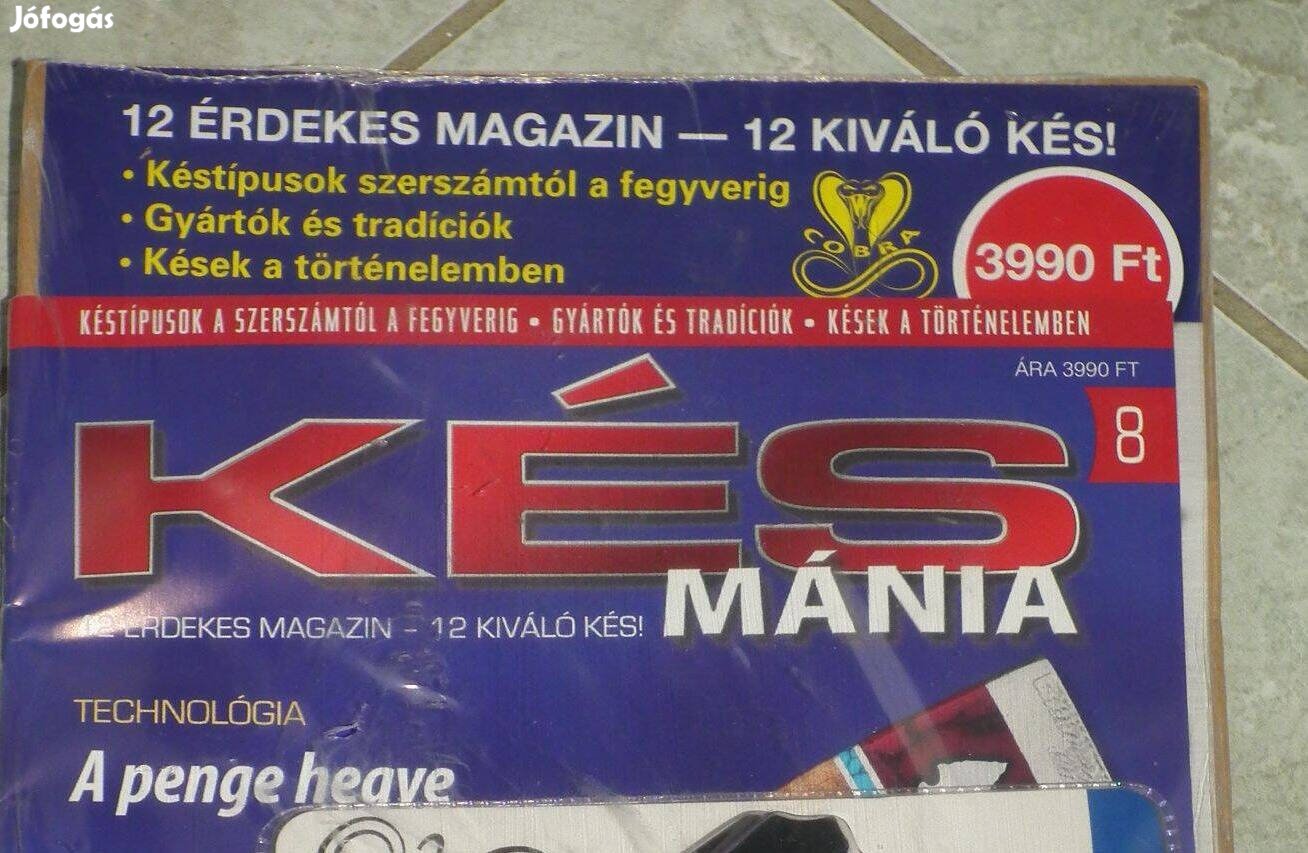 Jófogás
12 ÉRDEKES MAGAZIN — 12 KIVÁLÓ KÉS!
• Késtípusok szerszámtól a fegyverig
• Gyártók és tradíciók
• Kések a történelemben
W
COBRA
3990 Ft
KÉSTÍPUSOK A SZERSZÁMTÓL A FEGYVERIG • GYÁRTÓK ÉS TRADÍCIÓK • KÉSEK A TÖRTÉNELEMBEN
ÁRA 3990 FT
8
KÉS
MÁNIA
12 ÉRDEKES MAGAZIN – 12 KIVÁLÓ KÉS!
TECHNOLÓGIA
A penge hegye